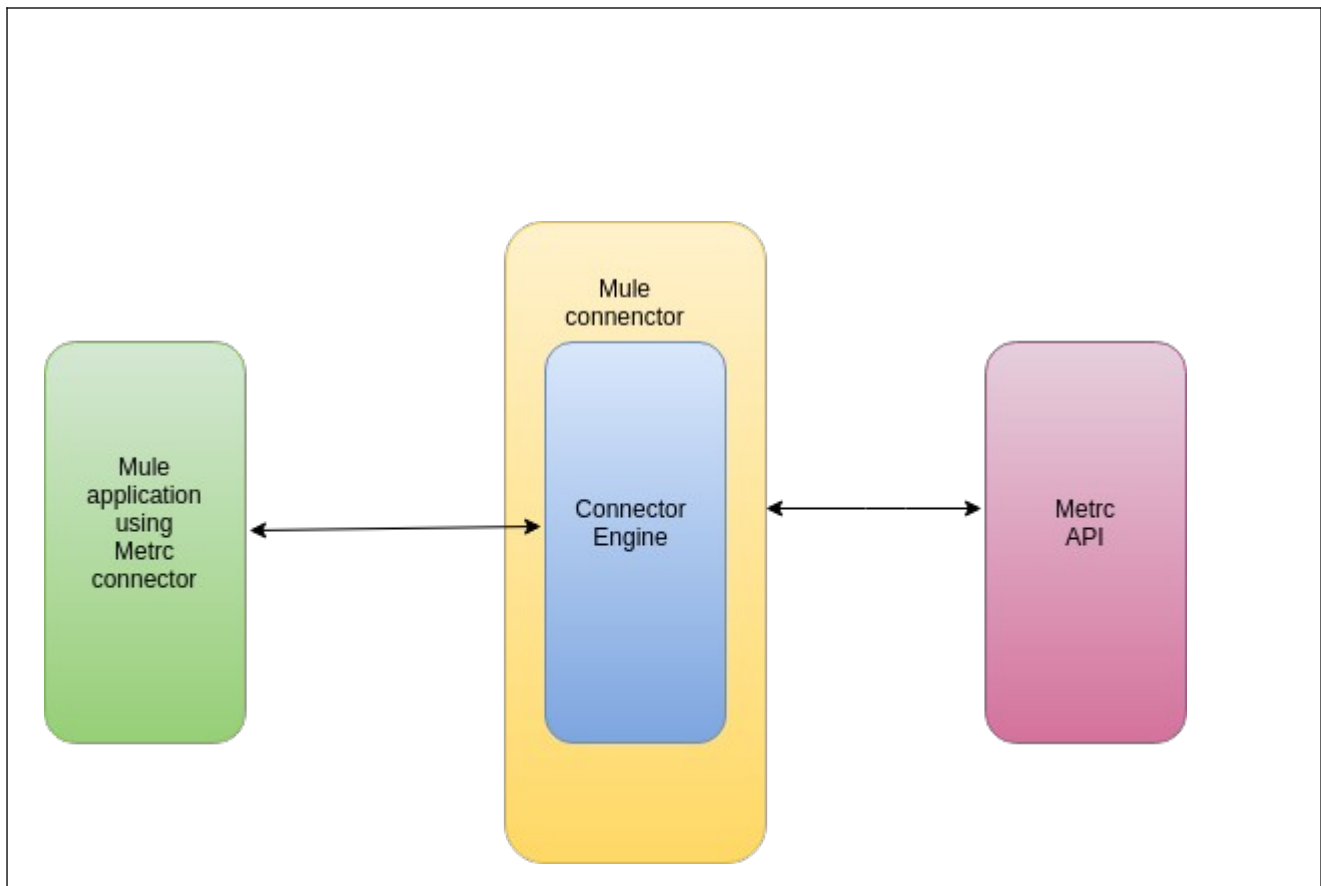 Mule
connenctor
Mule
application
using
Metrc
connector
Connector
Engine
Metrc
API